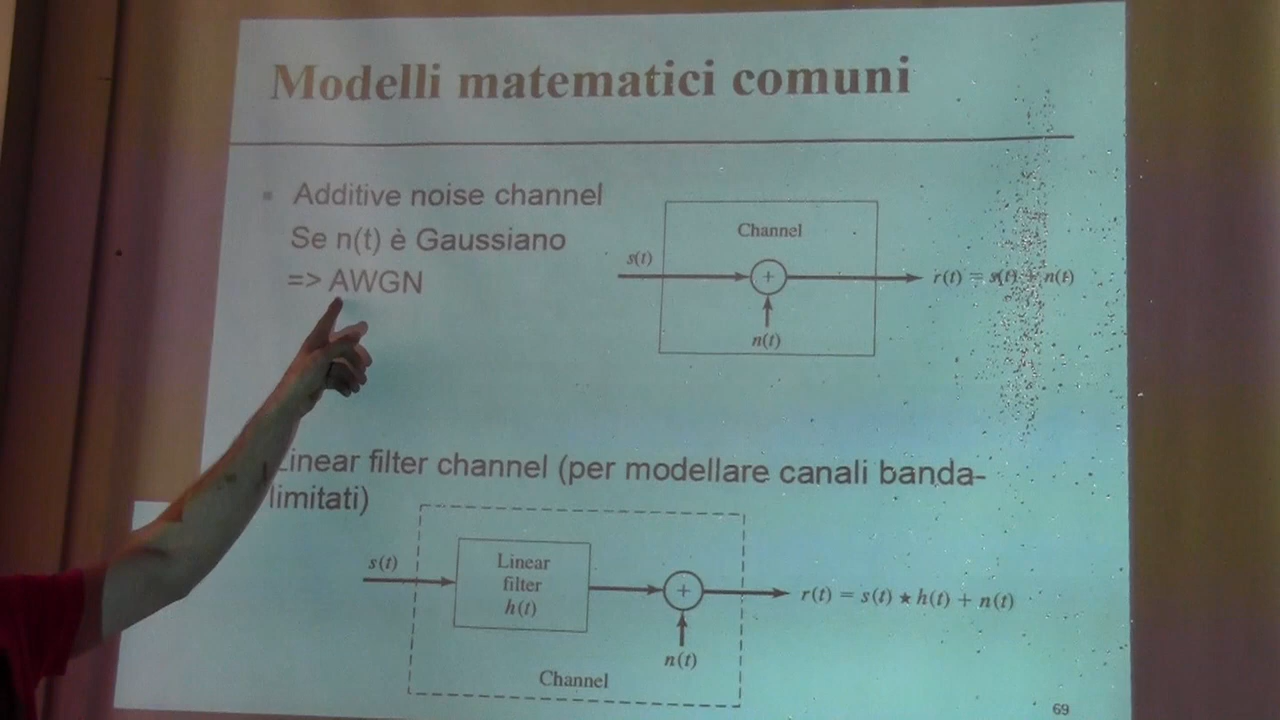 Modelli matematici comuni
Additive noise channel
Se n(t) è Gaussiano
=> AWGN
Channel
s(t)
+
r(t) = s(t) + n(t)
n(t)
Linear filter channel (per modellare canali banda-
limitati)
s(t)
Linear
filter
h(t)
+
r(t) = s(t) ★ h(t) + n(t)
n(t)
Channel
69